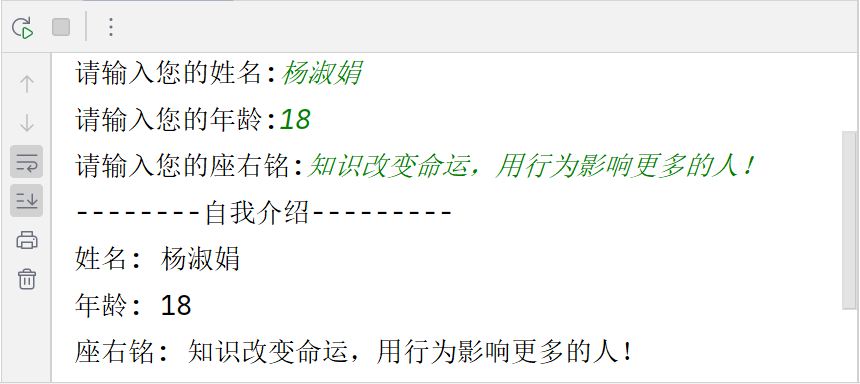 请输入您的姓名:杨淑娟
请输入您的年龄:18
请输入您的座右铭:知识改变命运，用行为影响更多的人！
--------自我介绍---------
姓名: 杨淑娟
年龄: 18
座右铭: 知识改变命运，用行为影响更多的人！